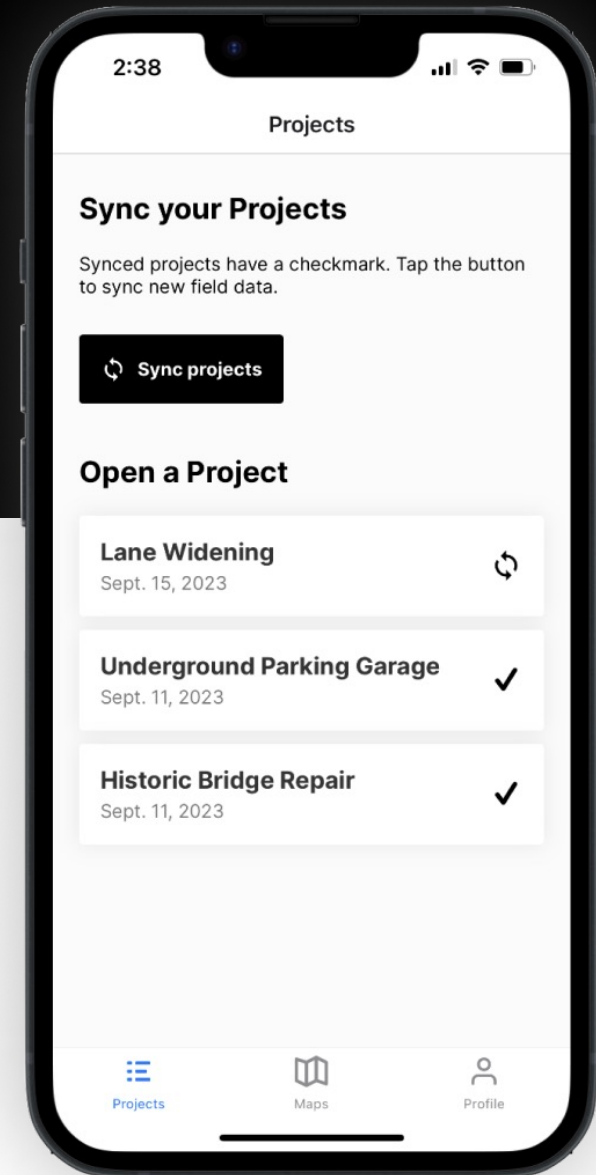 2:38
Projects
Sync your Projects
Synced projects have a checkmark. Tap the button
to sync new field data.
Sync projects
Open a Project
Lane Widening
Sept. 15, 2023
Underground Parking Garage
Sept. 11, 2023
Historic Bridge Repair
Sept. 11, 2023
Projects Maps Profile